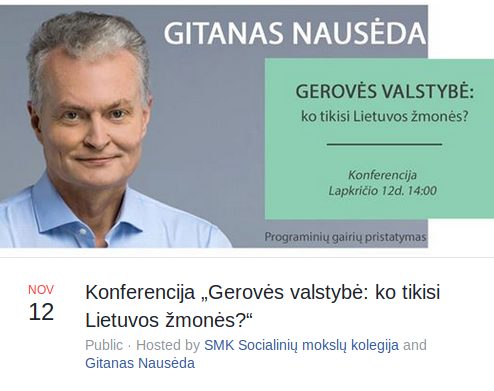 GITANAS NAUSĖDA
GEROVĖS VALSTYBĖ:
ko tikisi Lietuvos žmonės?
Konferencija
Lapkričio 12d. 14:00
Programinių gairių pristatymas
NOV
12
Konferencija „Gerovės valstybė: ko tikisi
Lietuvos žmonės?“
Public · Hosted by SMK Socialinių mokslų kolegija and
Gitanas Nausėda